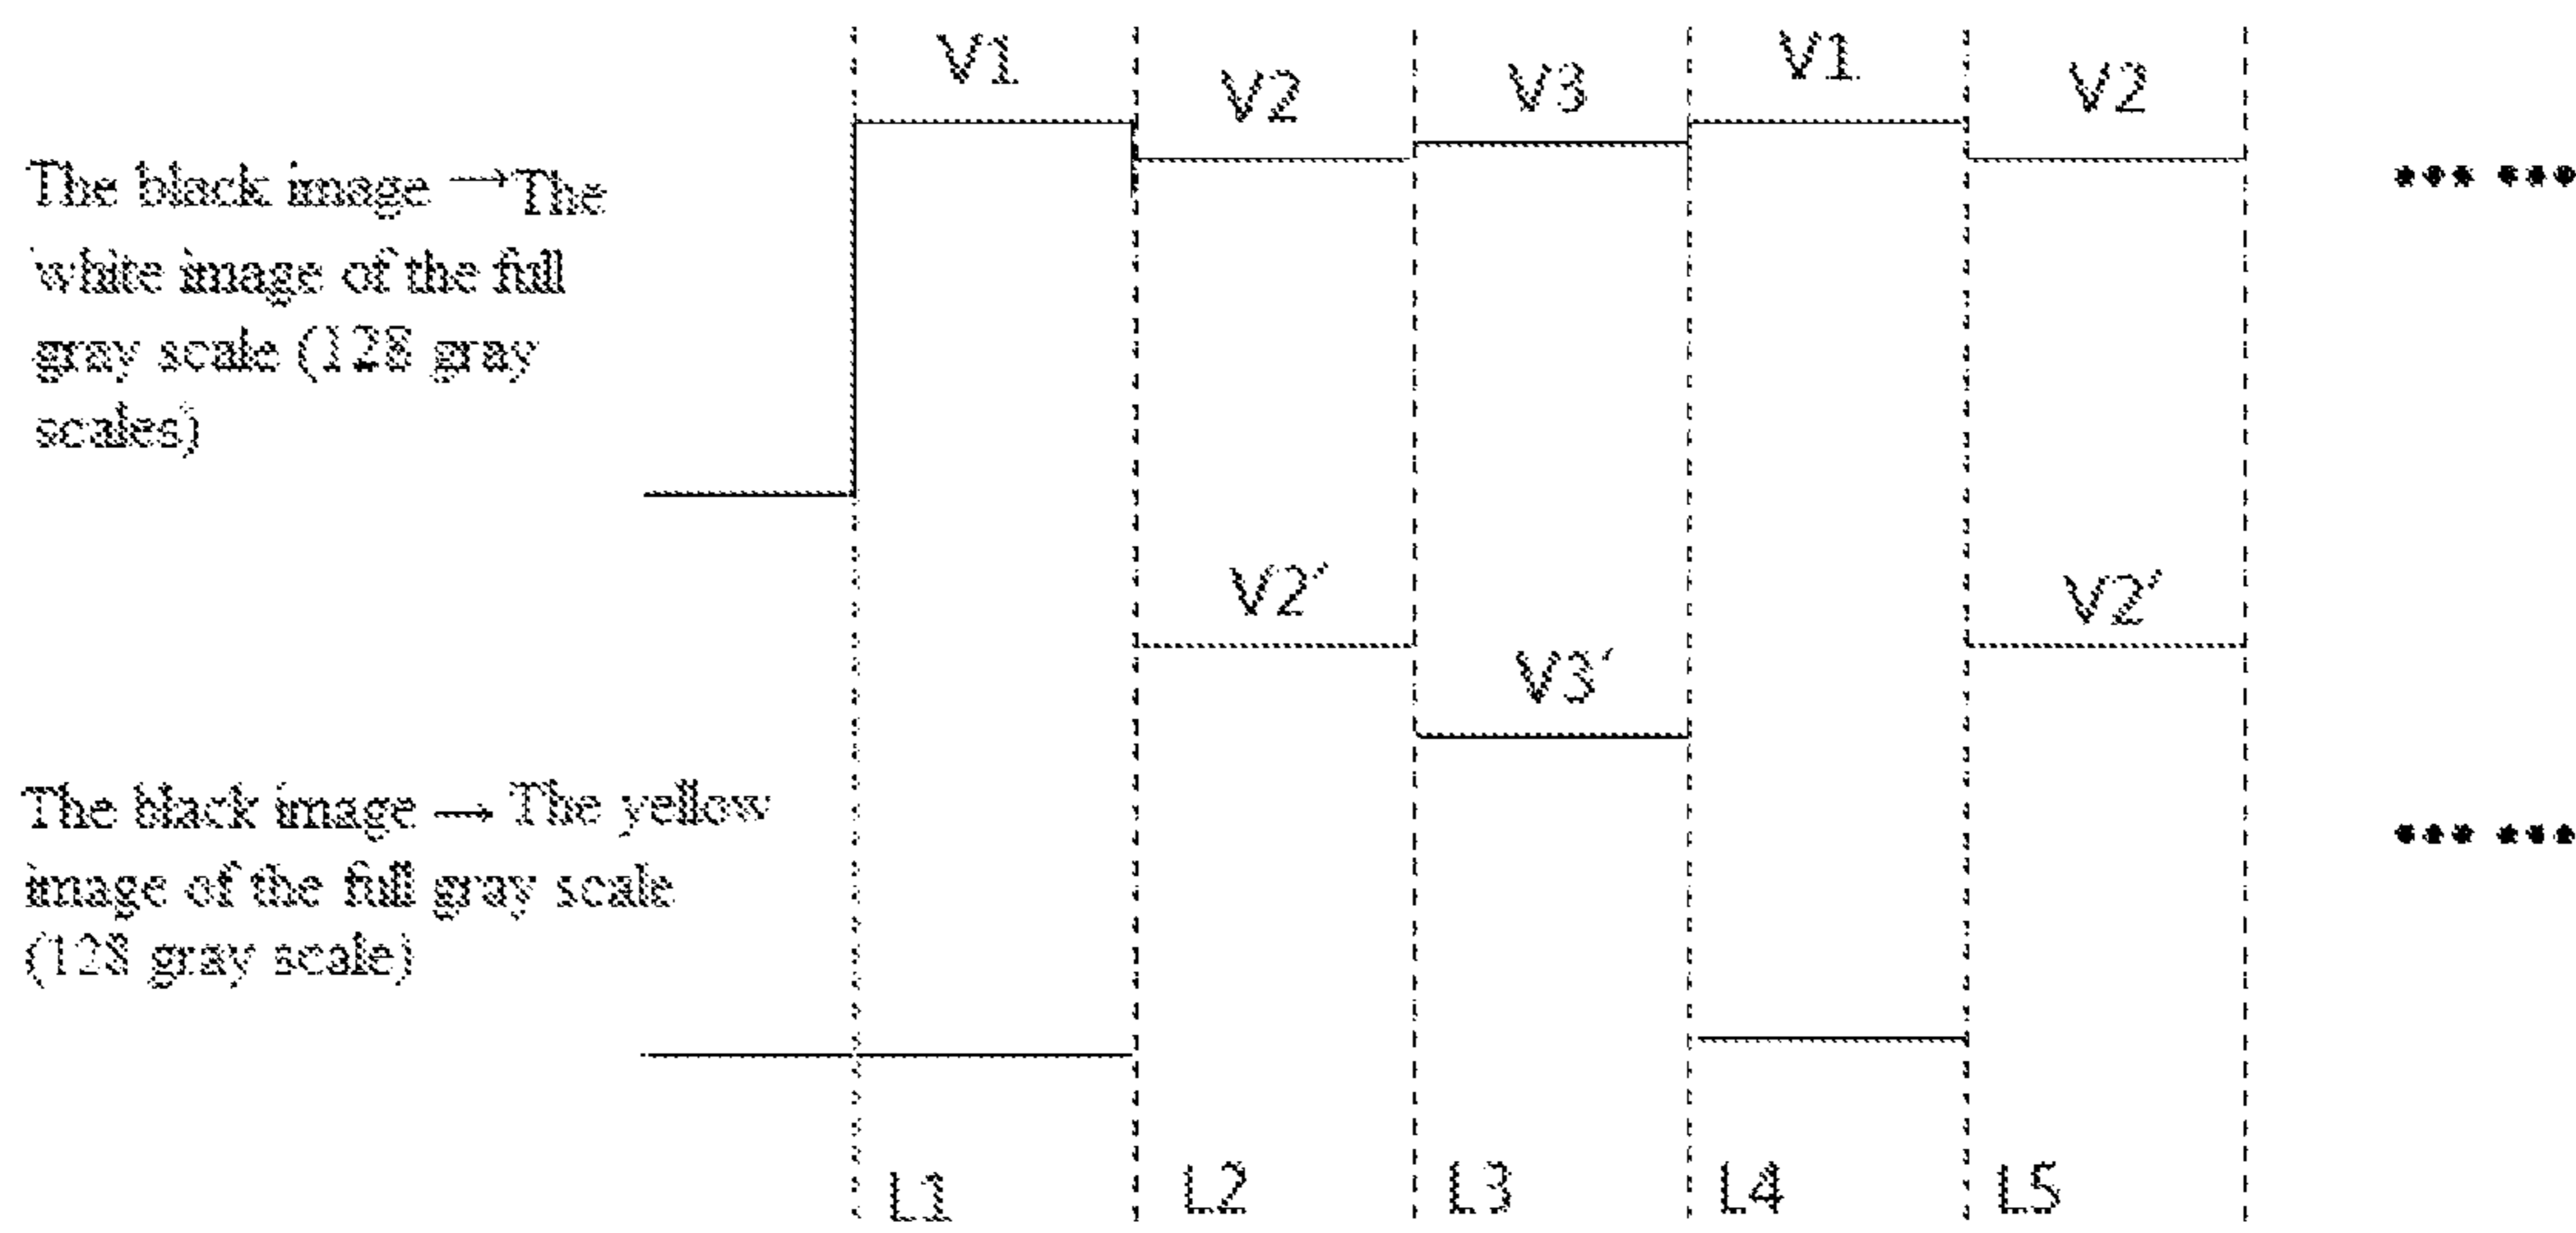 V1 V2 V3 V1 V2
The black image →The
white image of the full
gray scale (128 gray
scales)
V2′ V2′
V3′
The black image → The yellow
image of the full gray scale
(128 gray scale)
L1 L2 L3 L4 L5